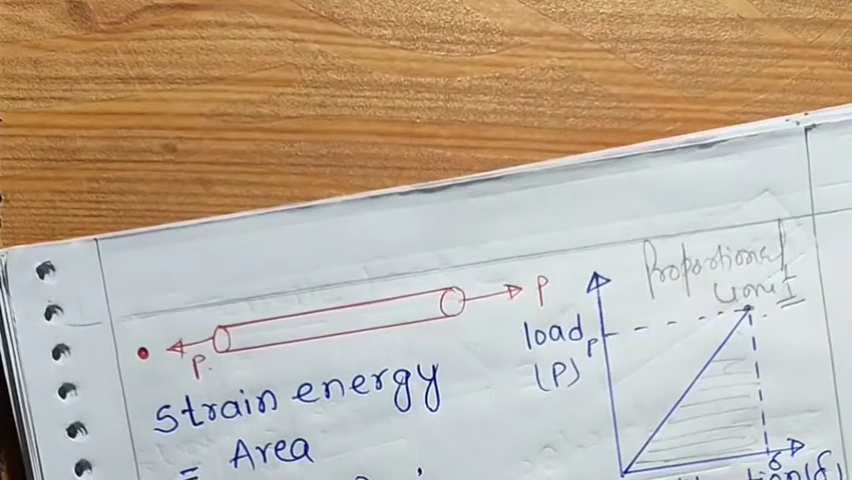 Proportional
limit
P
P.
load
P
(P)
strain energy
= Area
δ